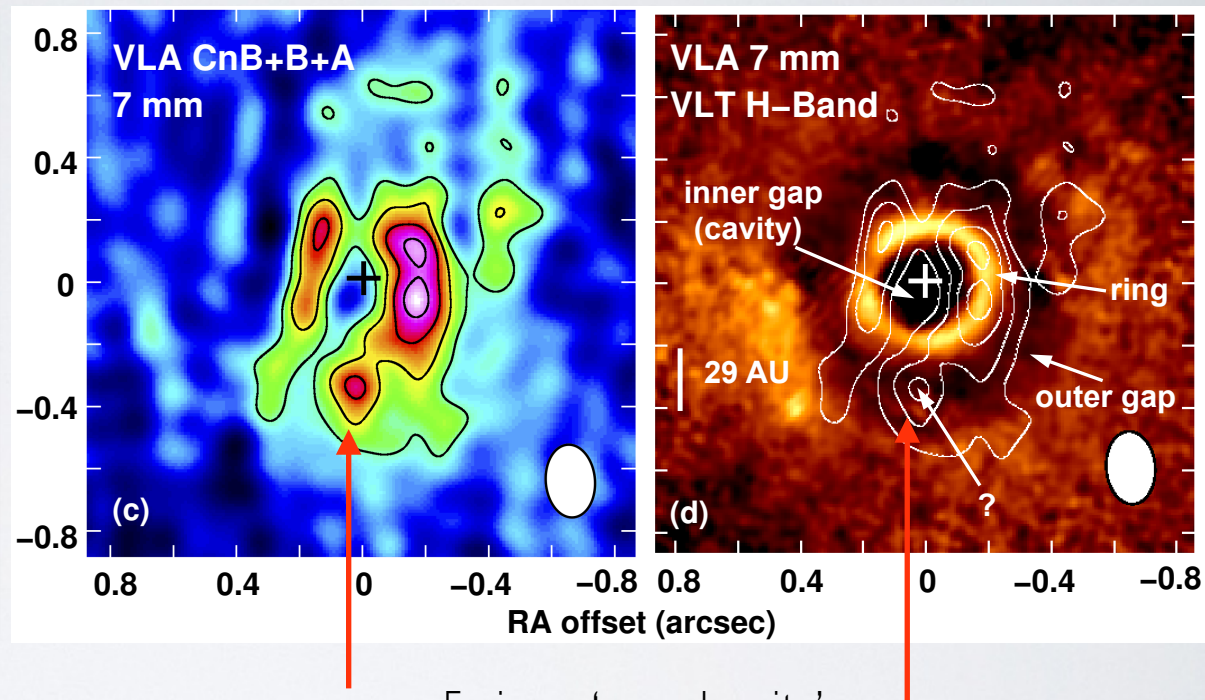 VLA CnB+B+A
7 mm
(c)
0.8
0.4
0
−0.4
−0.8
0.8
0.4
0
−0.4
−0.8
VLA 7 mm
VLT H−Band
inner gap
(cavity)
ring
29 AU
outer gap
?
(d)
0.8
0.4
0
−0.4
−0.8
RA offset (arcsec)